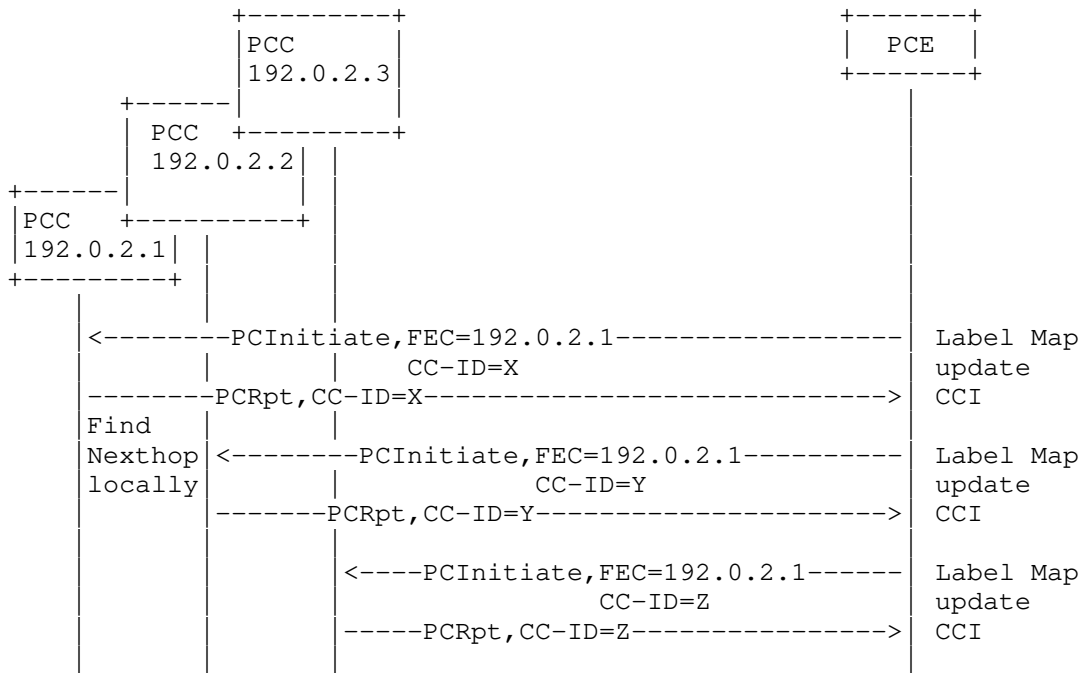 PCC
PCE
192.0.2.3
PCC
192.0.2.2
PCC
192.0.2.1
<--------PCInitiate,FEC=192.0.2.1------------------ Label Map
CC-ID=X update
--------PCRpt,CC-ID=X-----------------------------> CCI
Find
Nexthop <--------PCInitiate,FEC=192.0.2.1---------- Label Map
locally CC-ID=Y update
-------PCRpt,CC-ID=Y----------------------> CCI
<----PCInitiate,FEC=192.0.2.1------ Label Map
CC-ID=Z update
-----PCRpt,CC-ID=Z----------------> CCI